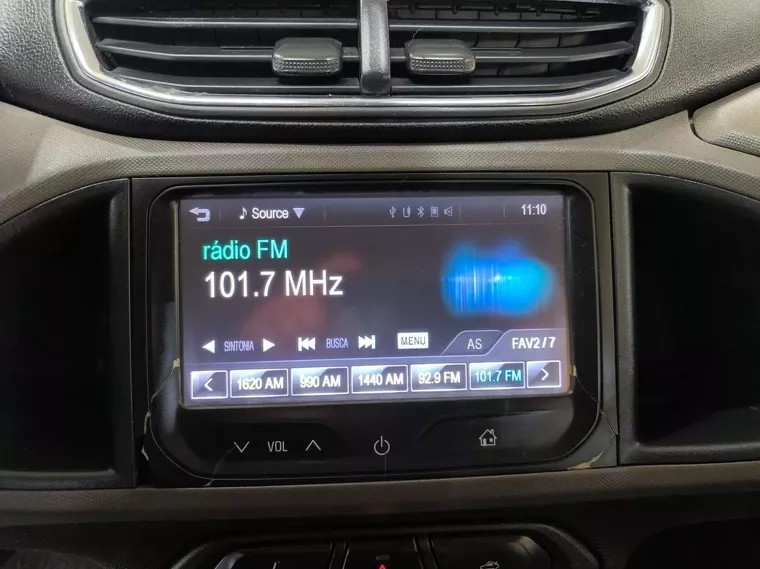 Source 11:10
rádio FM
101.7 MHz
SINTONIA BUSCA MENU AS FAV2/7
1620 AM 990 AM 1440 AM 92.9 FM 101.7 FM
VOL